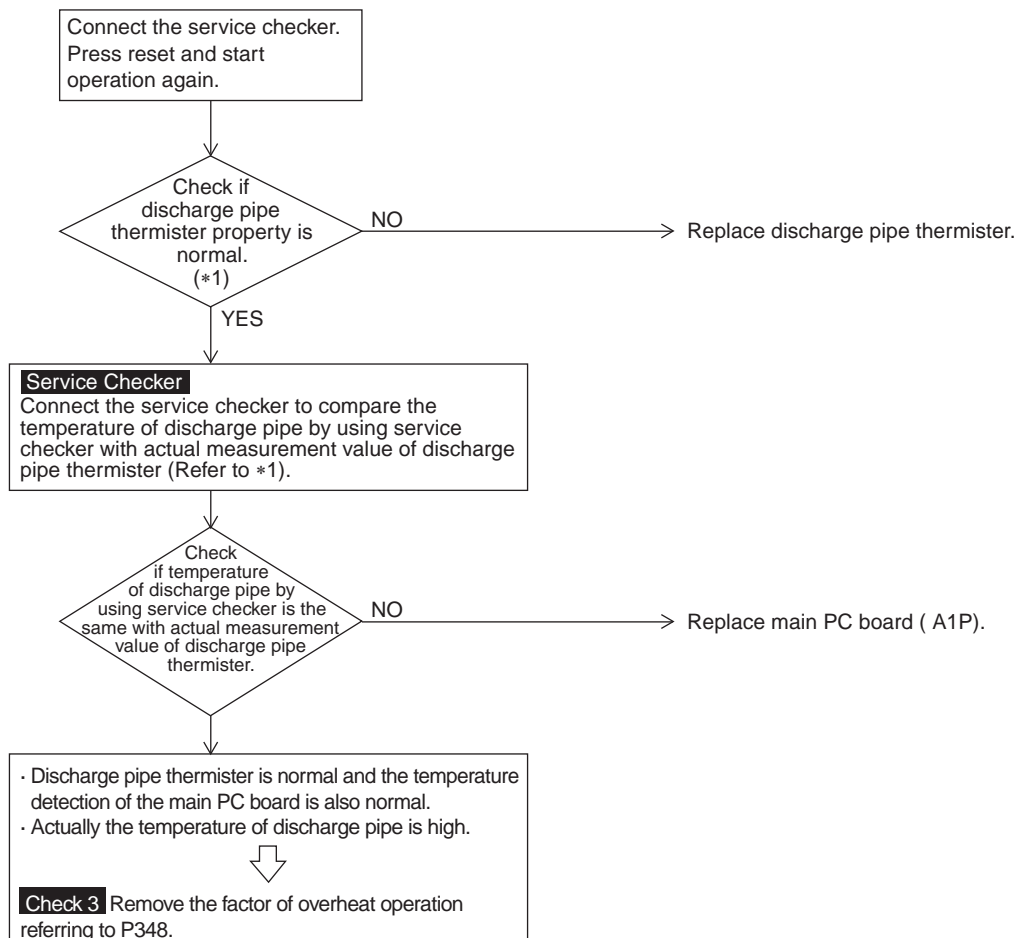 Connect the service checker.
Press reset and start
operation again.
Check if
discharge pipe
thermister property is
normal.
(∗1)
NO
Replace discharge pipe thermister.
YES
Service Checker
Connect the service checker to compare the
temperature of discharge pipe by using service
checker with actual measurement value of discharge
pipe thermister (Refer to ∗1).
Check
if temperature
of discharge pipe by
using service checker is the
same with actual measurement
value of discharge pipe
thermister.
NO
Replace main PC board ( A1P).
· Discharge pipe thermister is normal and the temperature
detection of the main PC board is also normal.
· Actually the temperature of discharge pipe is high.
Check 3 Remove the factor of overheat operation
referring to P348.